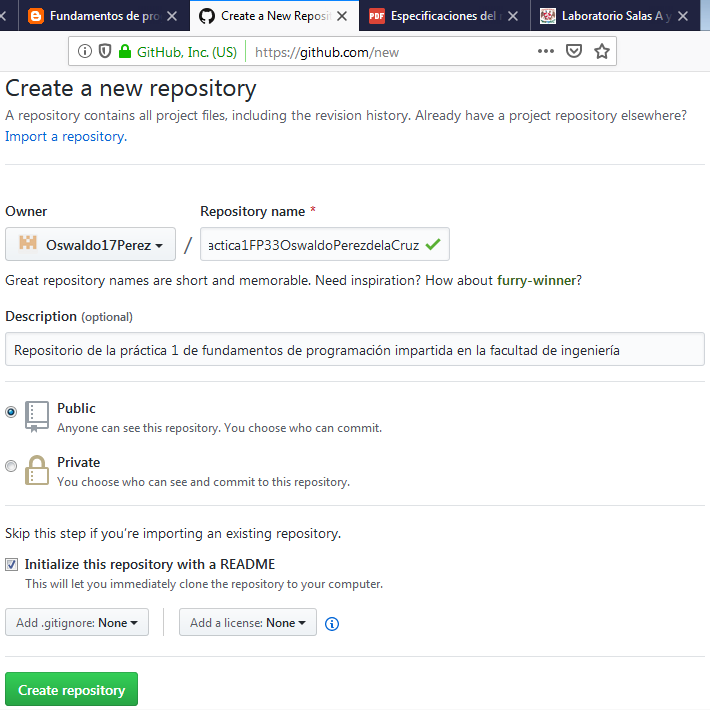 Fundamentos de pro
Create a New Reposit
PDF Especificaciones del
Laboratorio Salas A y
GitHub, Inc. (US) https://github.com/new
Create a new repository
A repository contains all project files, including the revision history. Already have a project repository elsewhere?
Import a repository.
Owner Repository name *
Oswaldo17Perez / actica1FP33OswaldoPerezdelaCruz
Great repository names are short and memorable. Need inspiration? How about furry-winner?
Description (optional)
Repositorio de la práctica 1 de fundamentos de programación impartida en la facultad de ingeniería
Public
Anyone can see this repository. You choose who can commit.
Private
You choose who can see and commit to this repository.
Skip this step if you're importing an existing repository.
Initialize this repository with a README
This will let you immediately clone the repository to your computer.
Add .gitignore: None Add a license: None
Create repository